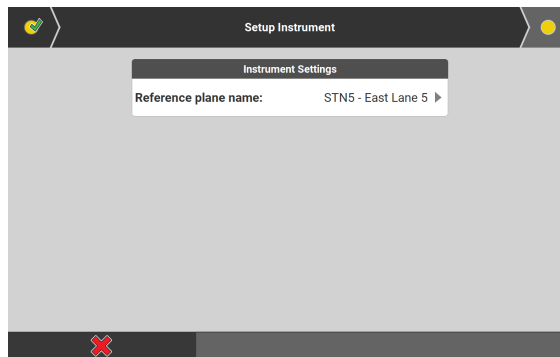 Setup Instrument
Instrument Settings
Reference plane name: STN5 - East Lane 5